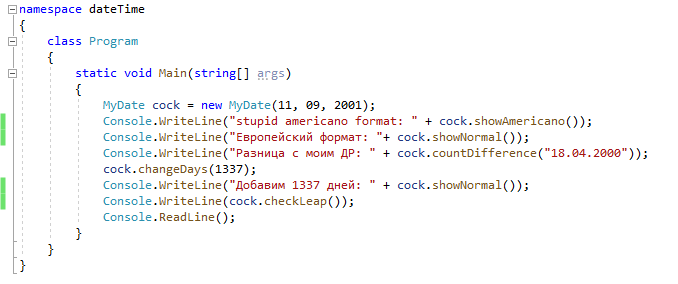 namespace dateTime
{
class Program
{
static void Main(string[] args)
{
MyDate cock = new MyDate(11, 09, 2001);
Console.WriteLine("stupid americano format: " + cock.showAmericano());
Console.WriteLine("Европейский формат: "+ cock.showNormal());
Console.WriteLine("Разница с моим ДР: " + cock.countDifference("18.04.2000"));
cock.changeDays(1337);
Console.WriteLine("Добавим 1337 дней: " + cock.showNormal());
Console.WriteLine(cock.checkLeap());
Console.ReadLine();
}
}
}